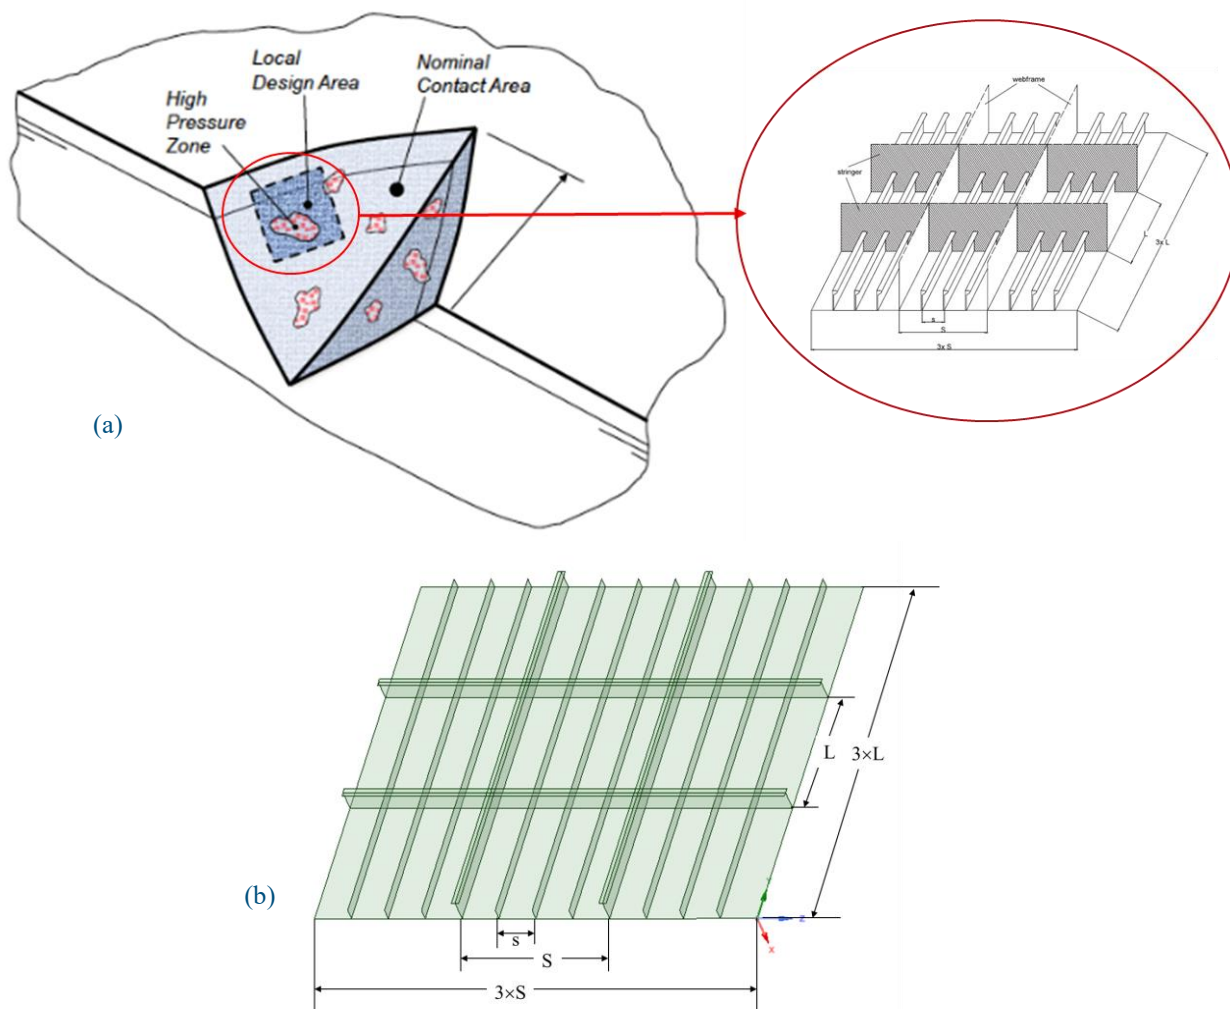 Local
Design Area
Nominal
Contact Area
High
Pressure
Zone
webframe
stringer
L
3x L
s
S
3x S
(a)
L
3×L
(b)
Y
Z
X
s
S
3×S